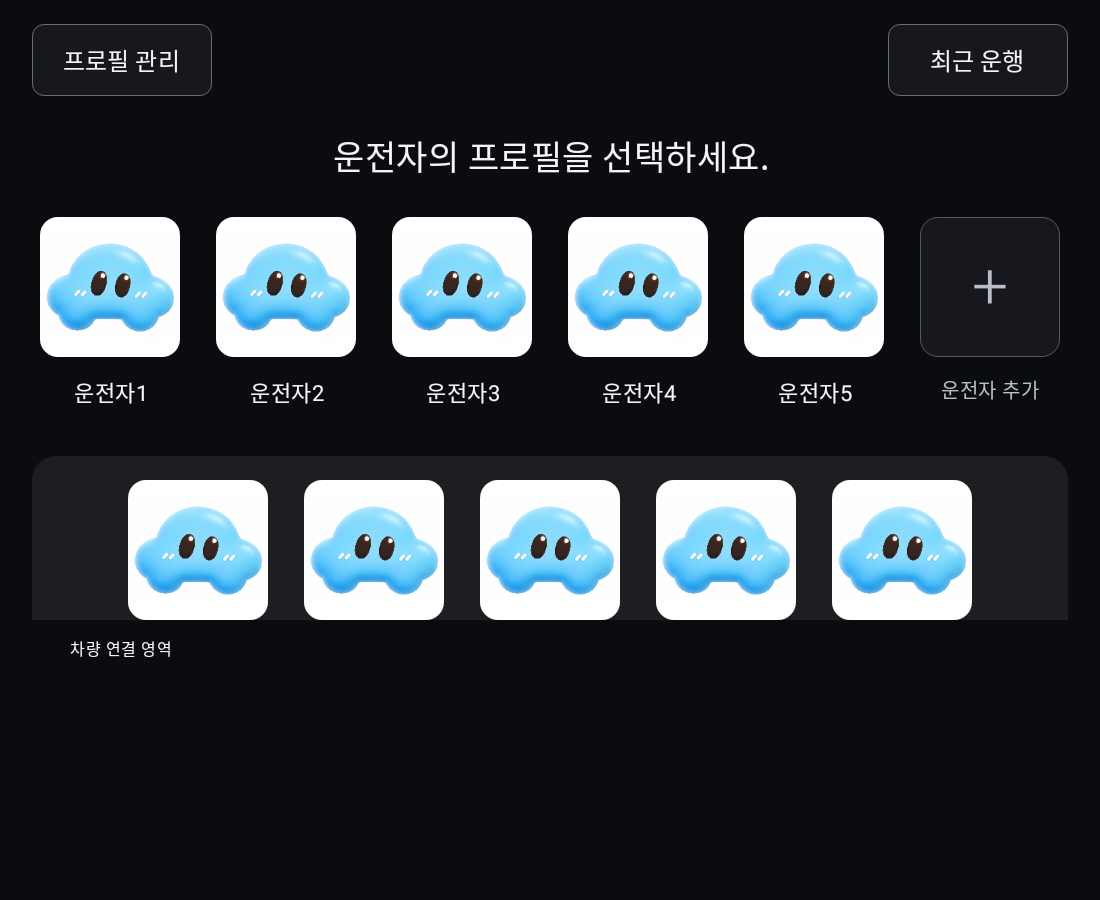 프로필 관리
최근 운행
운전자의 프로필을 선택하세요.
운전자1
운전자2
운전자3
운전자4
운전자5
운전자 추가
차량 연결 영역